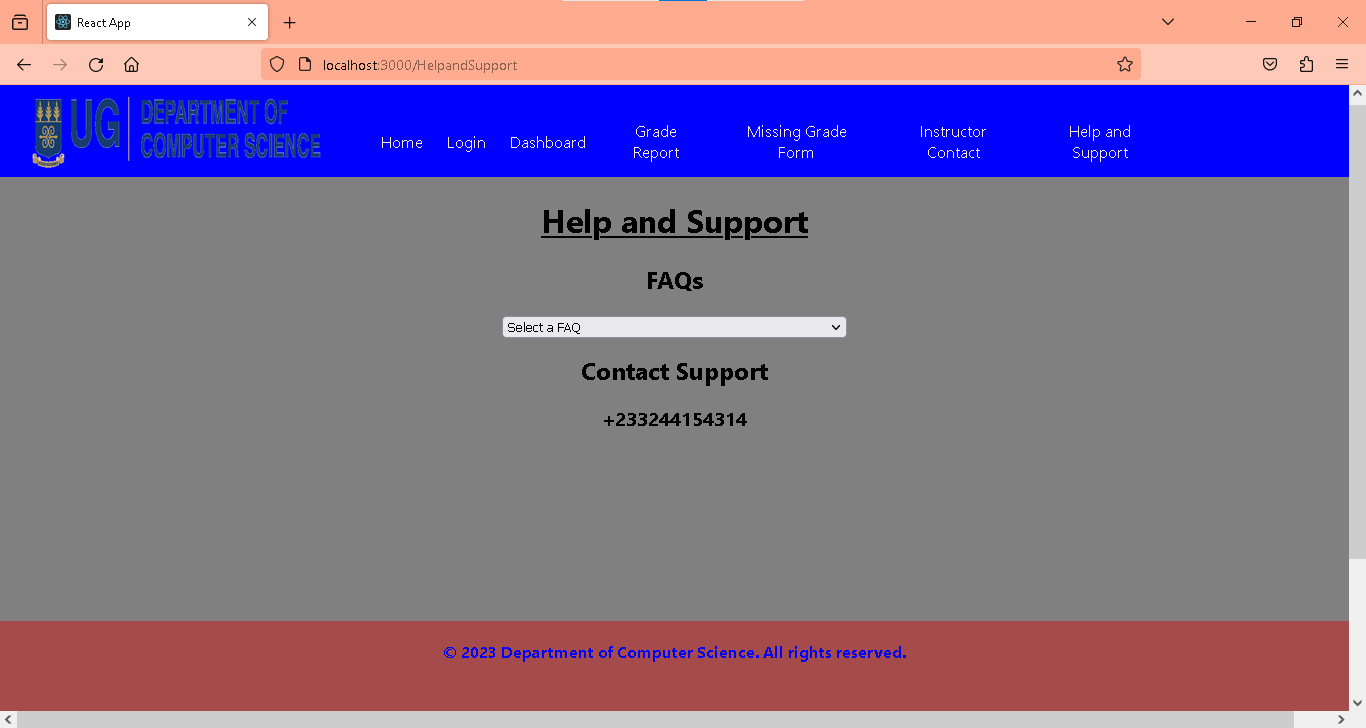 React App
localhost:3000/HelpandSupport
UG
DEPARTMENT OF
COMPUTER SCIENCE
Home
Login
Dashboard
Grade
Report
Missing Grade
Form
Instructor
Contact
Help and
Support
Help and Support
FAQs
Select a FAQ
Contact Support
+233244154314
© 2023 Department of Computer Science. All rights reserved.